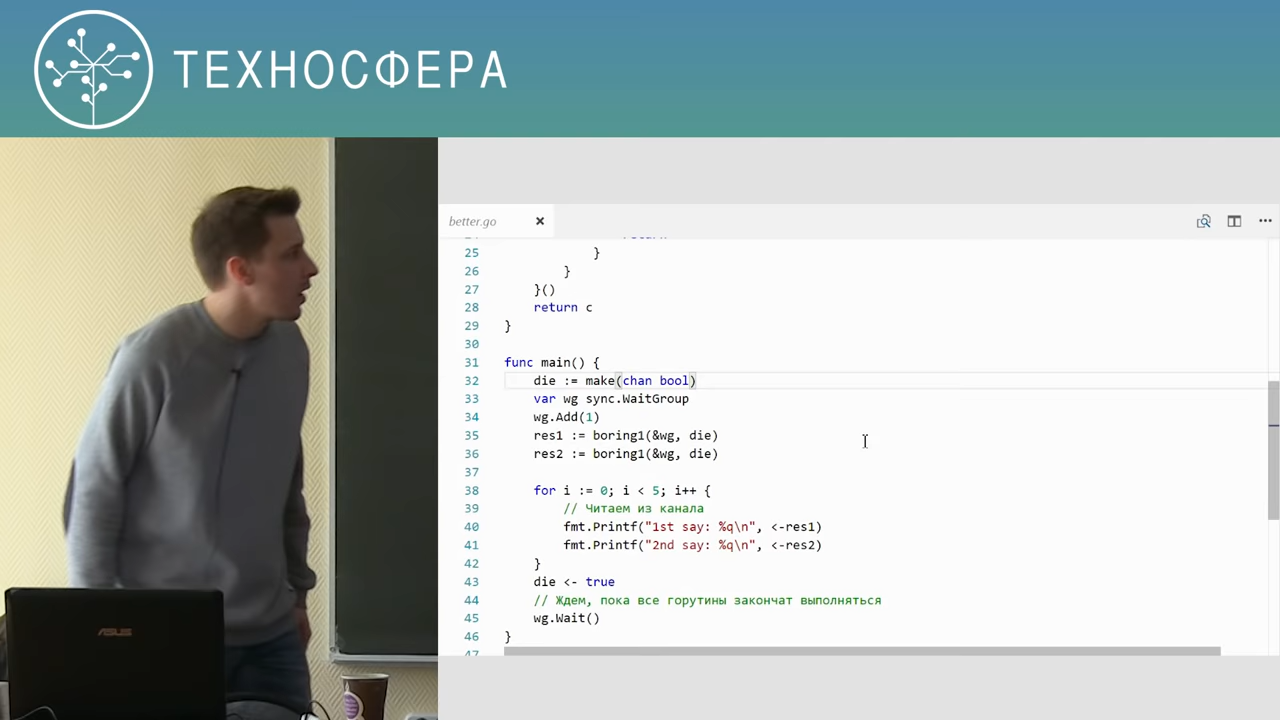 ТЕХНОСФЕРА
better.go
25 }
26 }
27 }()
28 return c
29 }
30
31 func main() {
32 die := make(chan bool)
33 var wg sync.WaitGroup
34 wg.Add(1)
35 res1 := boring1(&wg, die)
36 res2 := boring1(&wg, die)
37
38 for i := 0; i < 5; i++ {
39 // Читаем из канала
40 fmt.Printf("1st say: %q\n", <-res1)
41 fmt.Printf("2nd say: %q\n", <-res2)
42 }
43 die <- true
44 // Ждем, пока все горутины закончат выполняться
45 wg.Wait()
46 }
ASUS